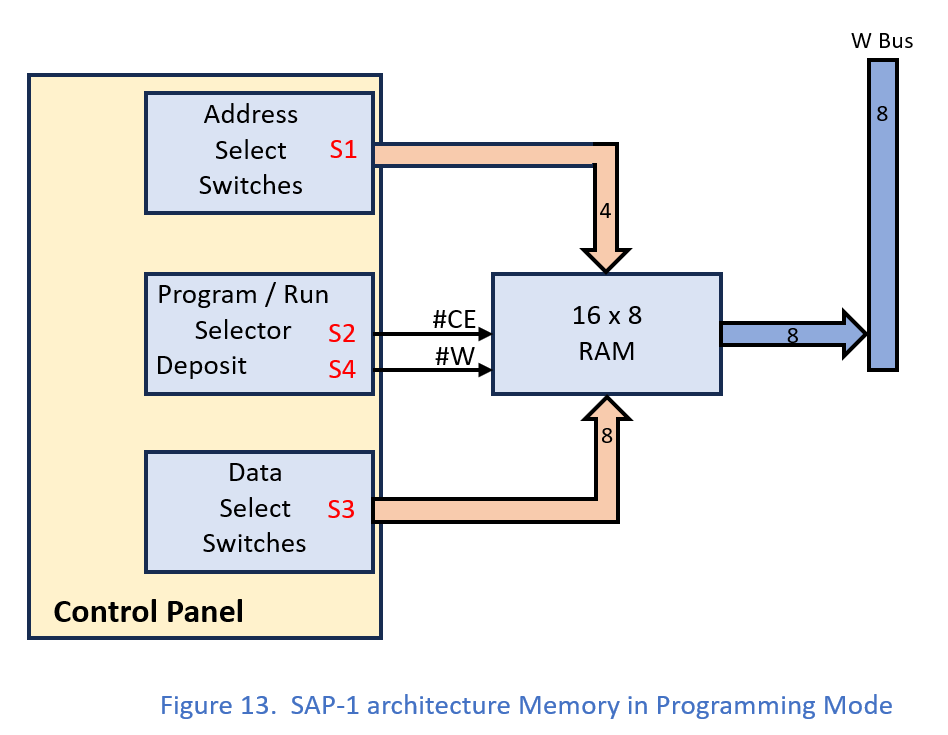 W Bus
8
Address
Select S1
Switches
4
Program / Run
Selector S2
Deposit S4
#CE
#W
16 x 8
RAM
8
8
Data
Select S3
Switches
Control Panel
Figure 13. SAP-1 architecture Memory in Programming Mode